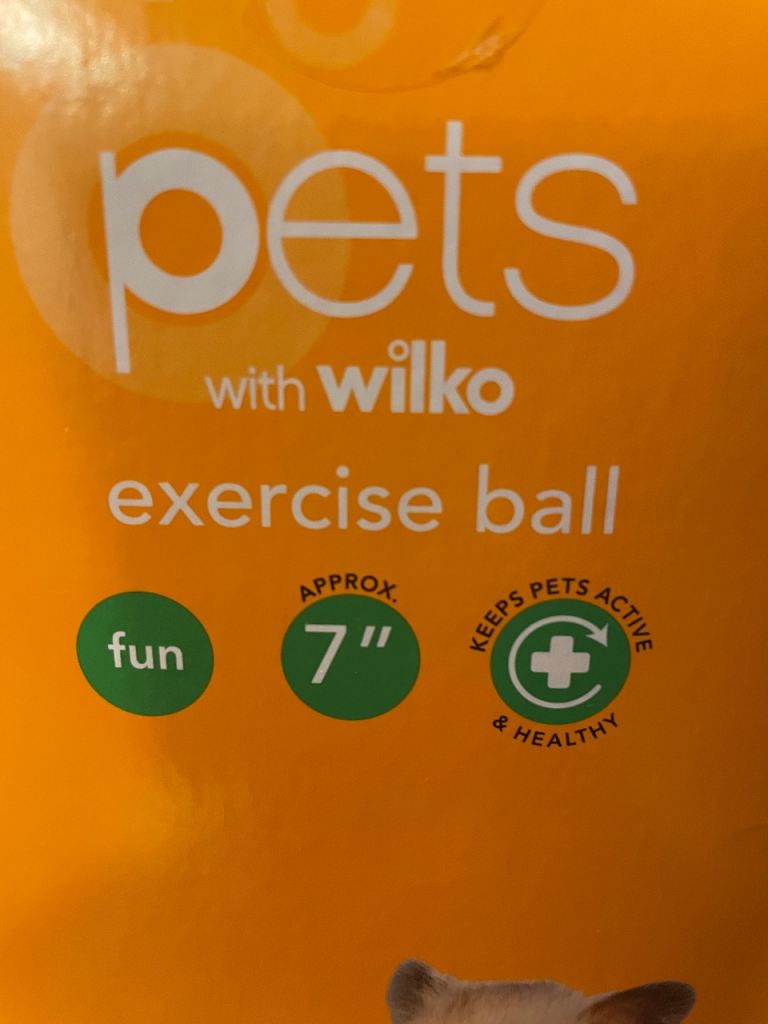 pets
with wilko
exercise ball
fun
APPROX.
7"
KEEPS PETS ACTIVE
& HEALTHY